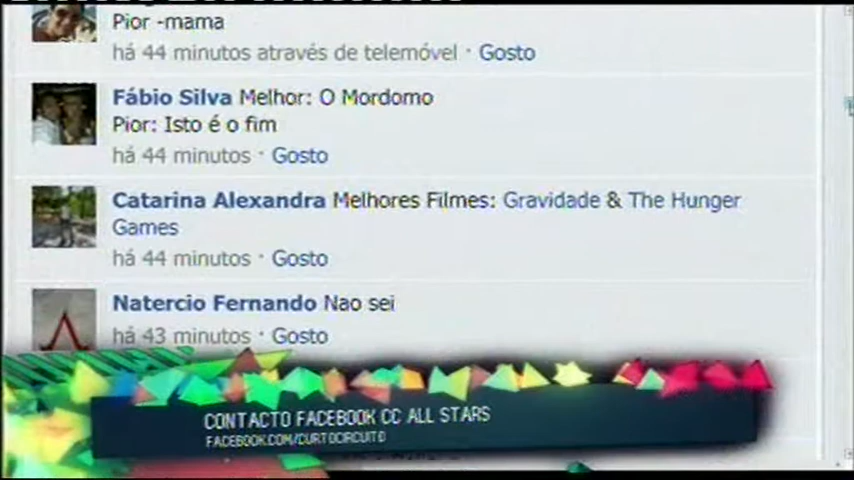 Pior -mama
há 44 minutos através de telemóvel · Gosto
Fábio Silva Melhor: O Mordomo
Pior: Isto é o fim
há 44 minutos · Gosto
Catarina Alexandra Melhores Filmes: Gravidade & The Hunger
Games
há 44 minutos · Gosto
Natercio Fernando Nao sei
há 43 minutos · Gosto
CONTACTO FACEBOOK CC ALL STARS
FACEBOOK.COM/CURTOCIRCUITO